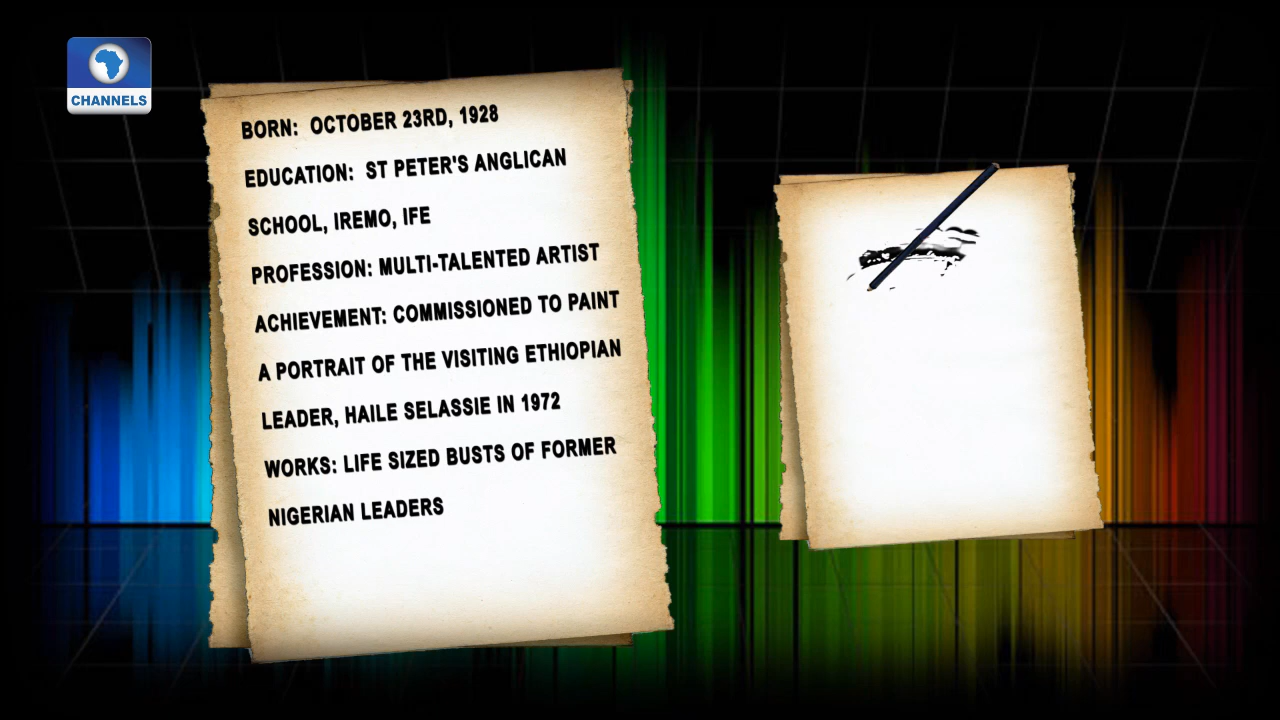 CHANNELS
BORN: OCTOBER 23RD, 1928
EDUCATION: ST PETER'S ANGLICAN
SCHOOL, IREMO, IFE
PROFESSION: MULTI-TALENTED ARTIST
ACHIEVEMENT: COMMISSIONED TO PAINT
A PORTRAIT OF THE VISITING ETHIOPIAN
LEADER, HAILE SELASSIE IN 1972
WORKS: LIFE SIZED BUSTS OF FORMER
NIGERIAN LEADERS